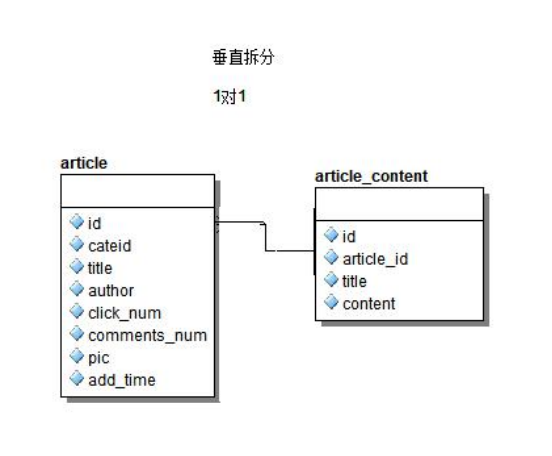 垂直拆分
1对1
article
id
cateid
title
author
click_num
comments_num
pic
add_time
article_content
id
article_id
title
content